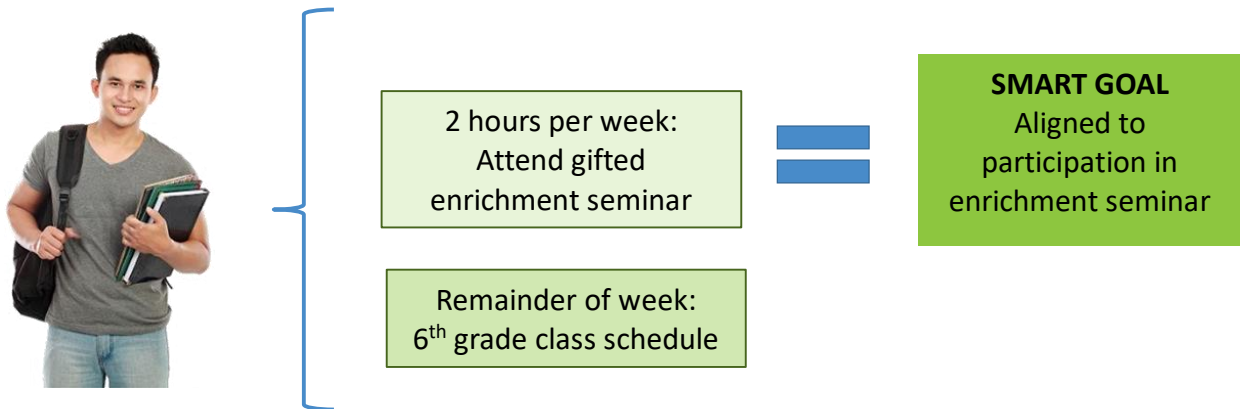 2 hours per week:
Attend gifted
enrichment seminar
SMART GOAL
Aligned to
participation in
enrichment seminar
Remainder of week:
6th grade class schedule